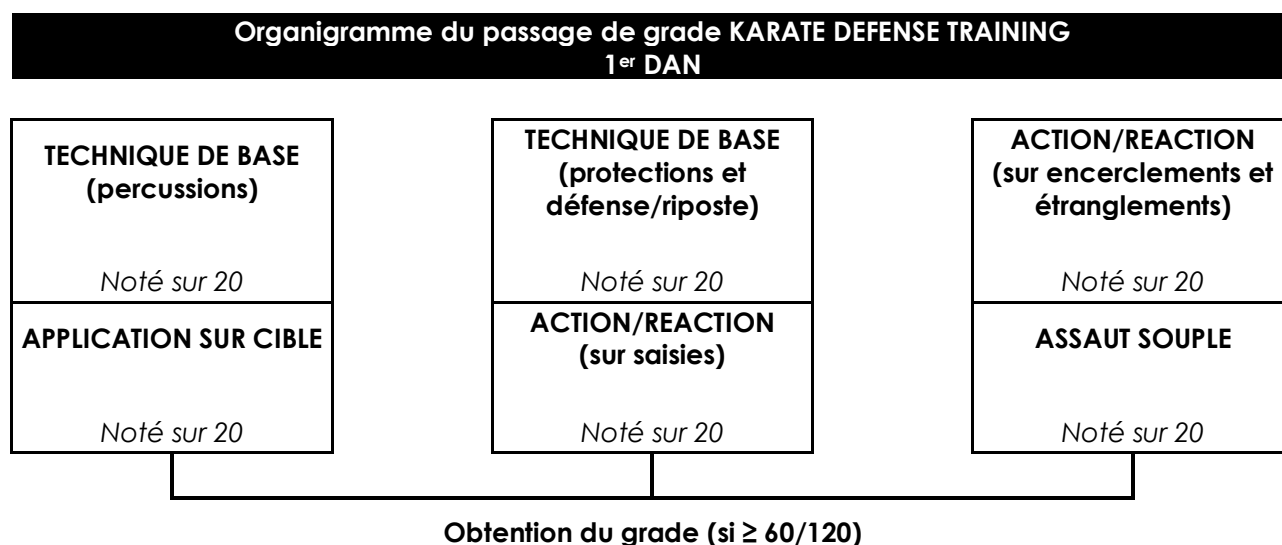 Organigramme du passage de grade KARATE DEFENSE TRAINING
1er DAN
TECHNIQUE DE BASE
(percussions)
Noté sur 20
APPLICATION SUR CIBLE
Noté sur 20
TECHNIQUE DE BASE
(protections et
défense/riposte)
Noté sur 20
ACTION/REACTION
(sur saisies)
Noté sur 20
ACTION/REACTION
(sur encerclements et
étranglements)
Noté sur 20
ASSAUT SOUPLE
Noté sur 20
Obtention du grade (si ≥ 60/120)